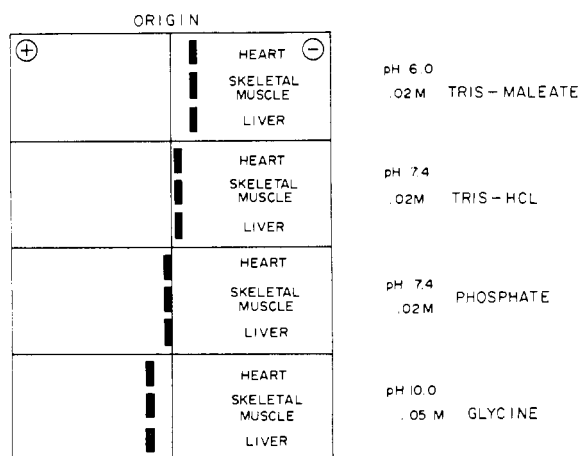 ORIGIN
+ HEART −
SKELETAL
MUSCLE
LIVER
pH 6.0
.02M TRIS-MALEATE
HEART
SKELETAL
MUSCLE
LIVER
pH 7.4
.02M TRIS-HCL
HEART
SKELETAL
MUSCLE
LIVER
pH 7.4
.02M PHOSPHATE
HEART
SKELETAL
MUSCLE
LIVER
pH 10.0
.05 M GLYCINE